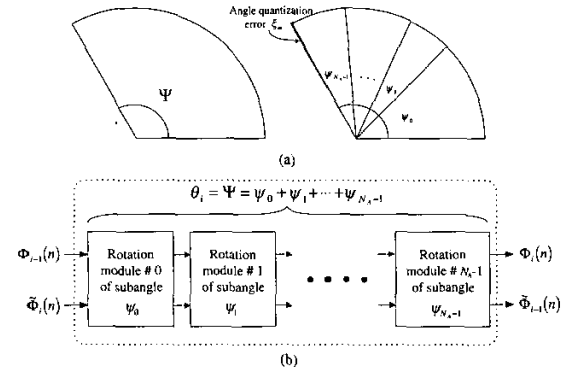 Angle quantization
error ξ_m
Ψ
ψ_{N_A-1}
....
ψ_1
ψ_0
(a)
θ_i = Ψ = ψ_0 + ψ_1 + ⋯ + ψ_{N_A-1}
Φ_{i-1}(n)
Rotation
module # 0
of subangle
ψ_0
Rotation
module # 1
of subangle
ψ_1
• • • •
Rotation
module # N_A-1
of subangle
ψ_{N_A-1}
Φ_i(n)
Φ̃_i(n)
Φ̃_{i-1}(n)
(b)